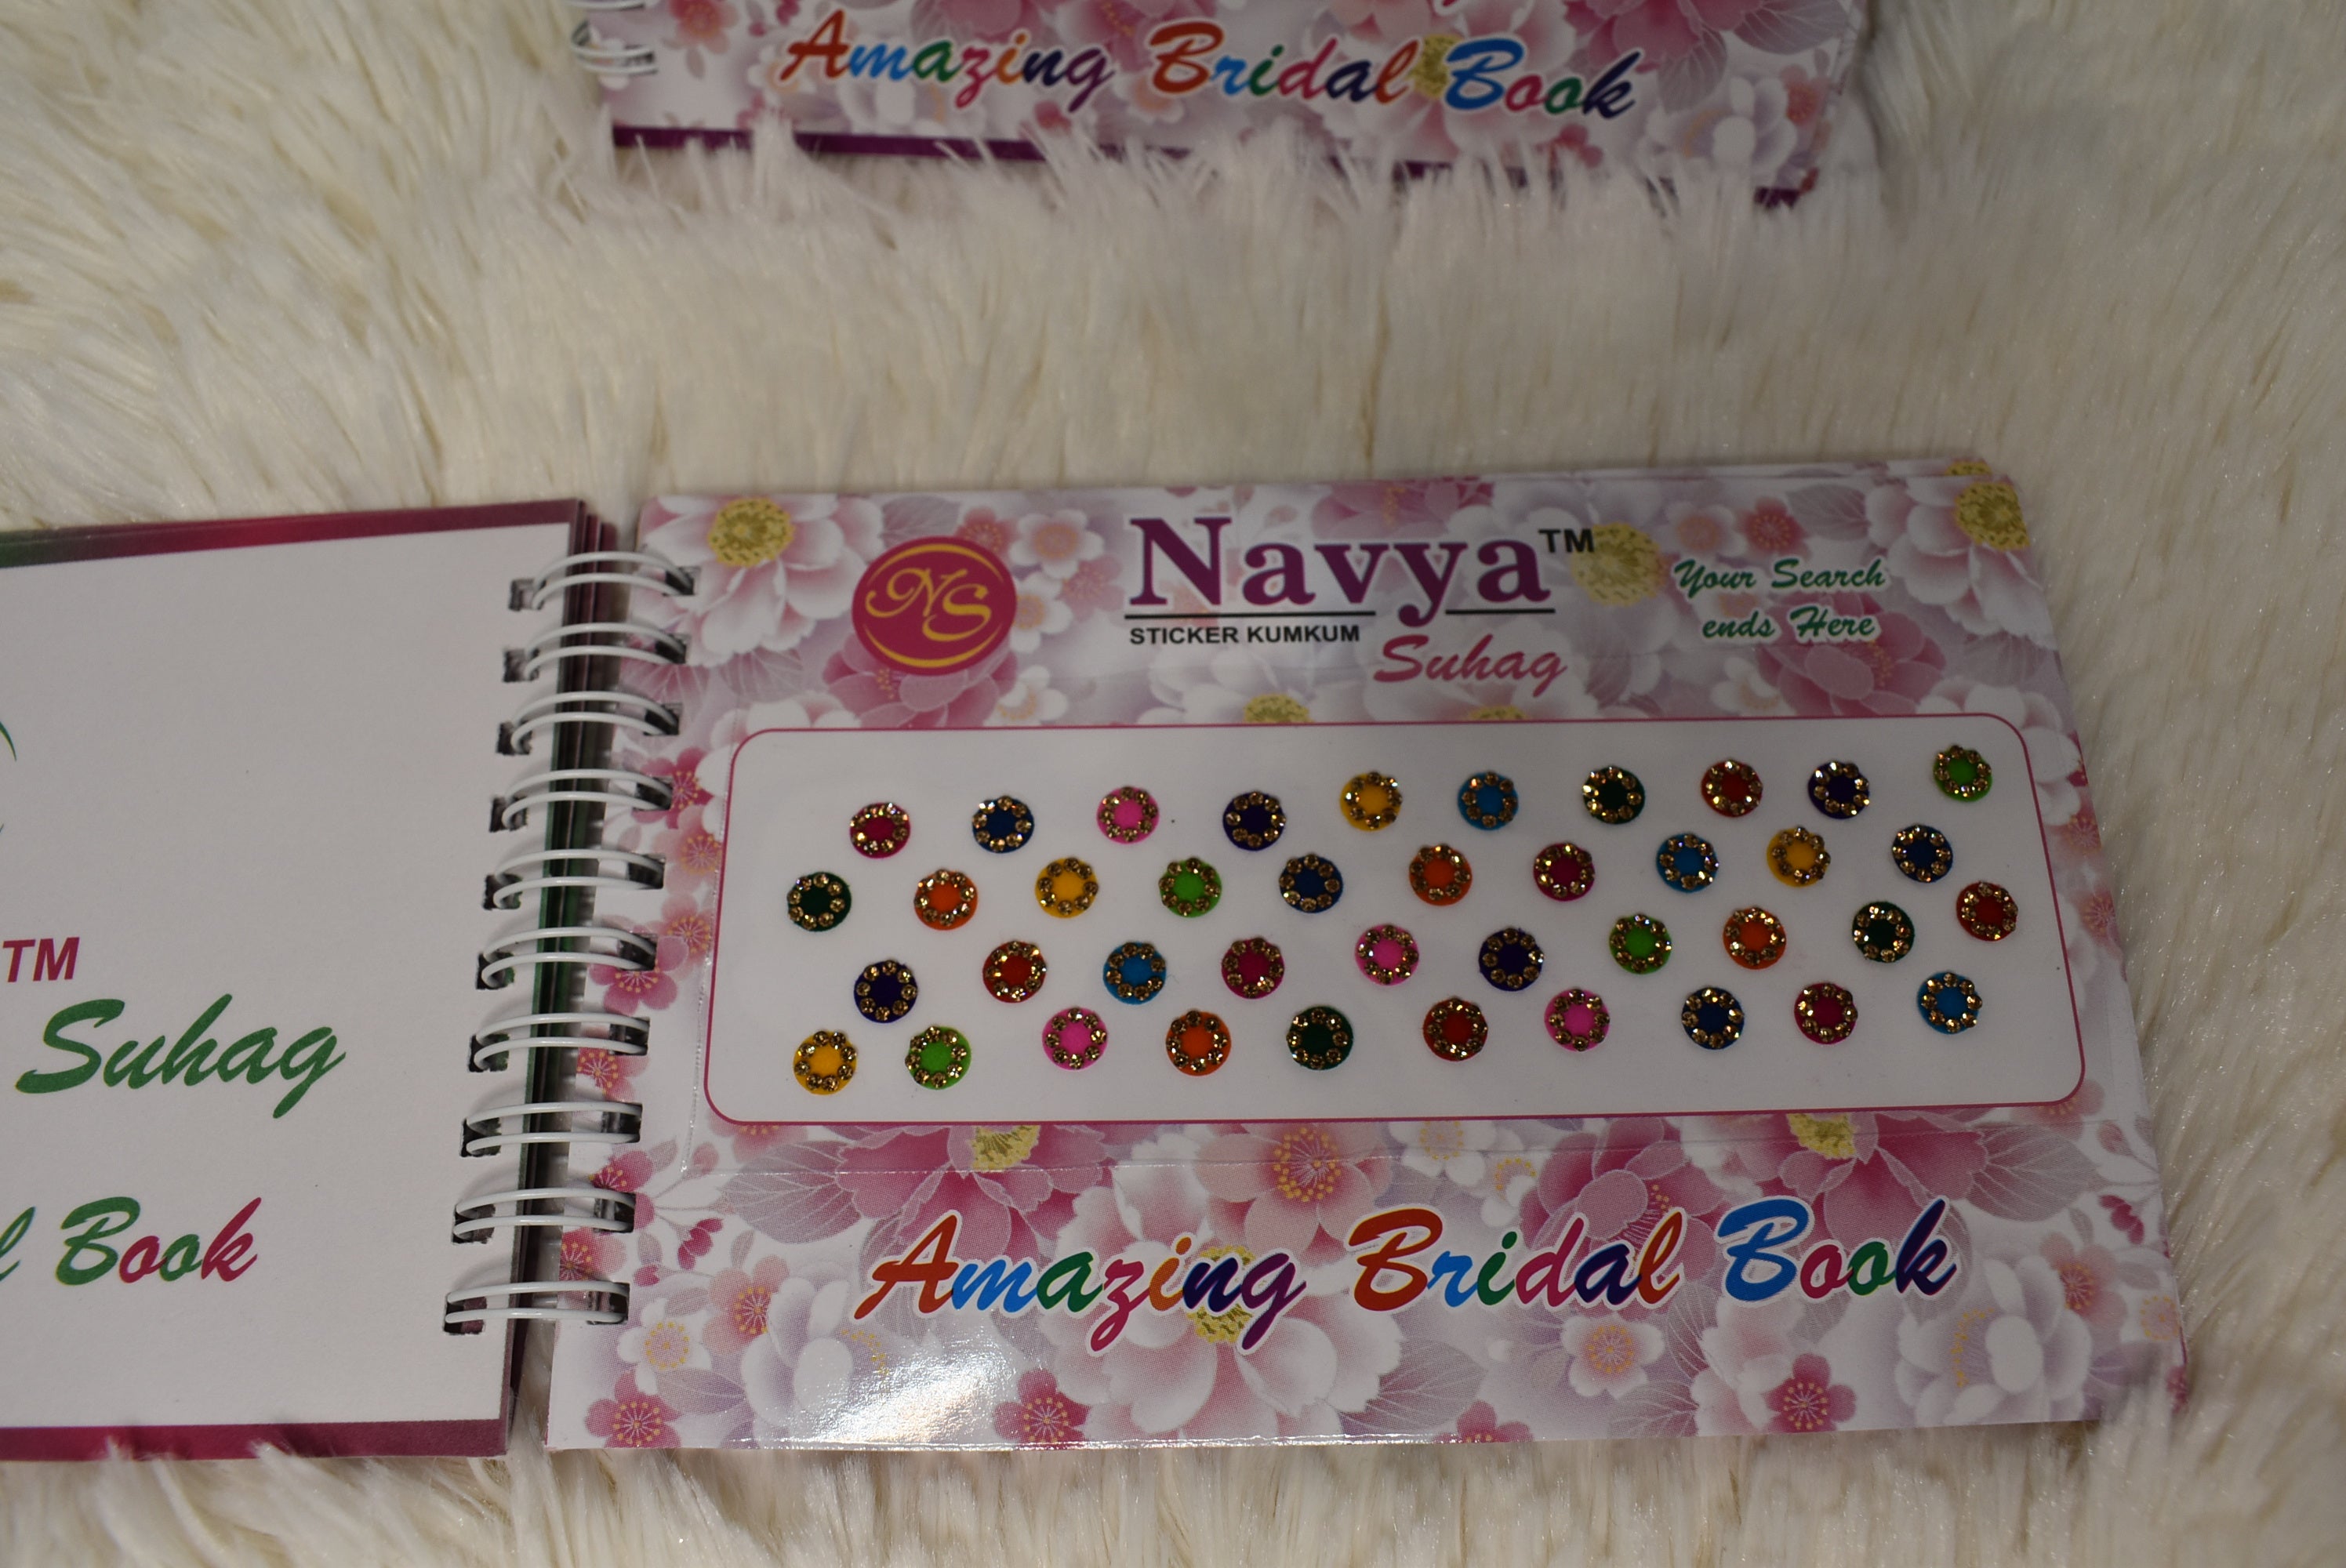 Amazing Bridal Book
TM
Suhag
Book
NS
Navya™
STICKER KUMKUM
Suhag
Your Search
ends Here
Amazing Bridal Book